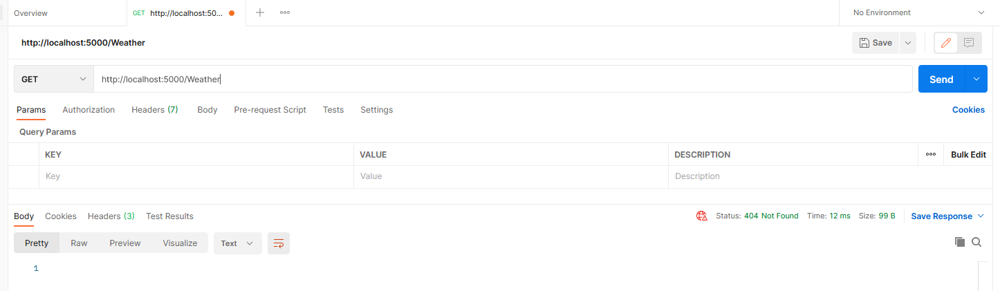 Overview
GET http://localhost:50...
No Environment
http://localhost:5000/Weather
Save
GET
http://localhost:5000/Weather
Send
Params Authorization Headers (7) Body Pre-request Script Tests Settings Cookies
Query Params
KEY VALUE DESCRIPTION Bulk Edit
Key Value Description
Body Cookies Headers (3) Test Results Status: 404 Not Found Time: 12 ms Size: 99 B Save Response
Pretty Raw Preview Visualize Text
1